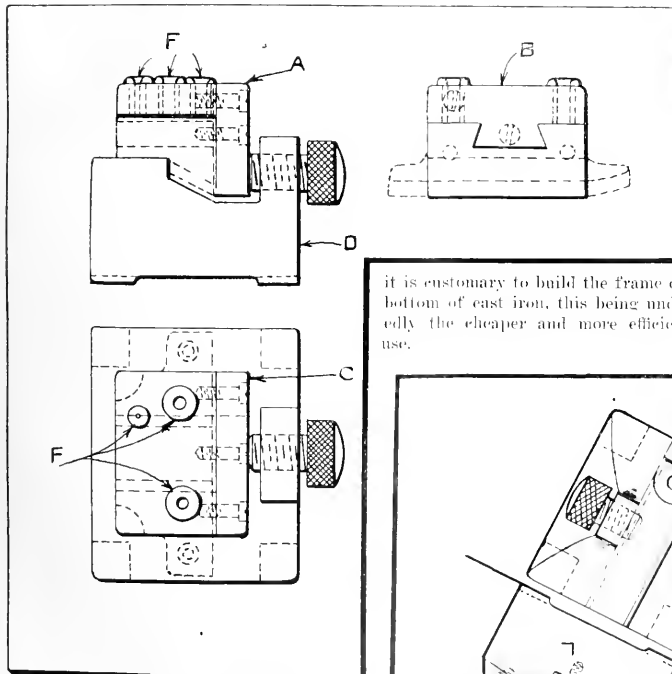 F
A
B
D
it is customary to build the frame
bottom of cast iron, this being
edly the cheaper and more
use.
C
F